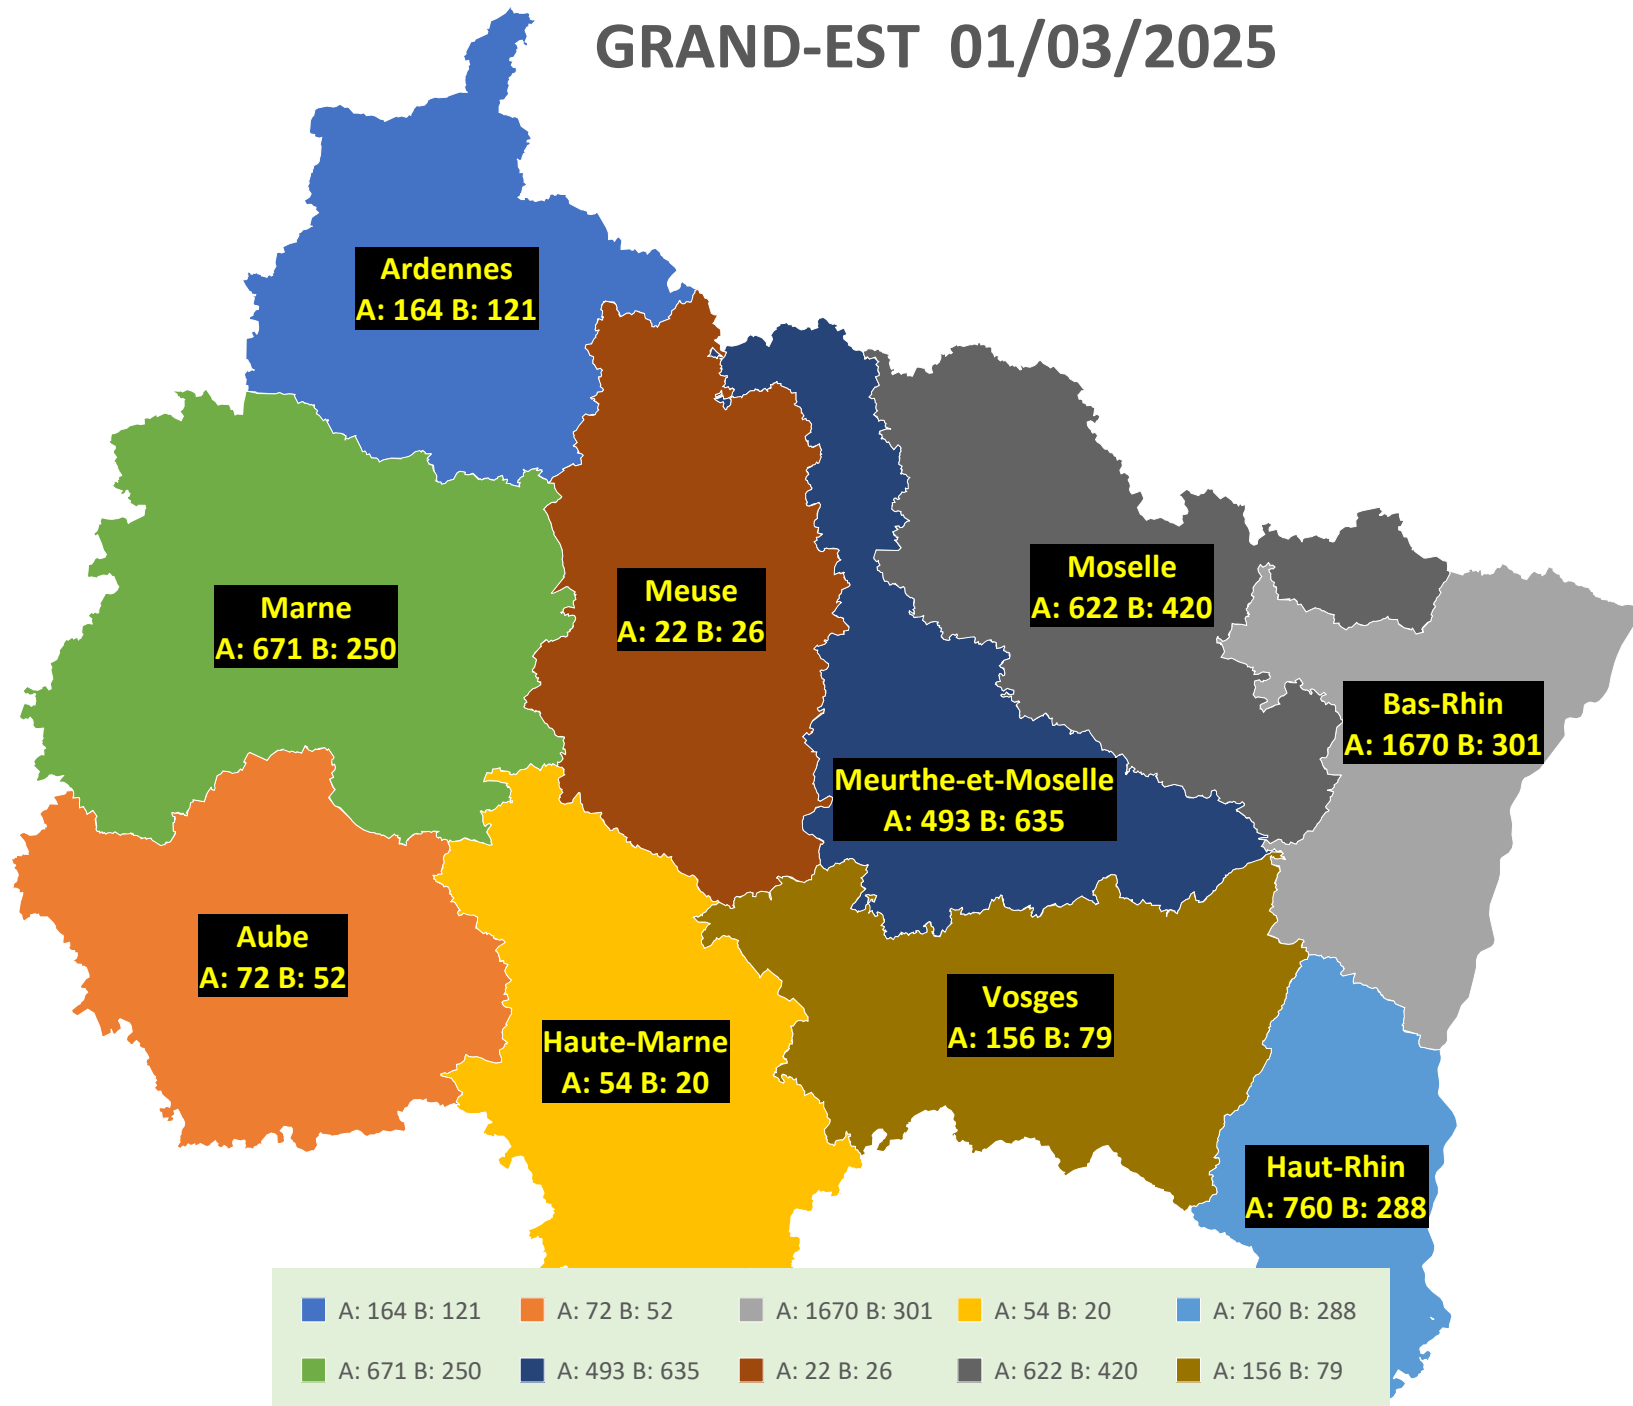 GRAND-EST 01/03/2025
Ardennes
A: 164 B: 121
Marne
A: 671 B: 250
Meuse
A: 22 B: 26
Moselle
A: 622 B: 420
Bas-Rhin
A: 1670 B: 301
Meurthe-et-Moselle
A: 493 B: 635
Aube
A: 72 B: 52
Haute-Marne
A: 54 B: 20
Vosges
A: 156 B: 79
Haut-Rhin
A: 760 B: 288
A: 164 B: 121
A: 72 B: 52
A: 1670 B: 301
A: 54 B: 20
A: 760 B: 288
A: 671 B: 250
A: 493 B: 635
A: 22 B: 26
A: 622 B: 420
A: 156 B: 79